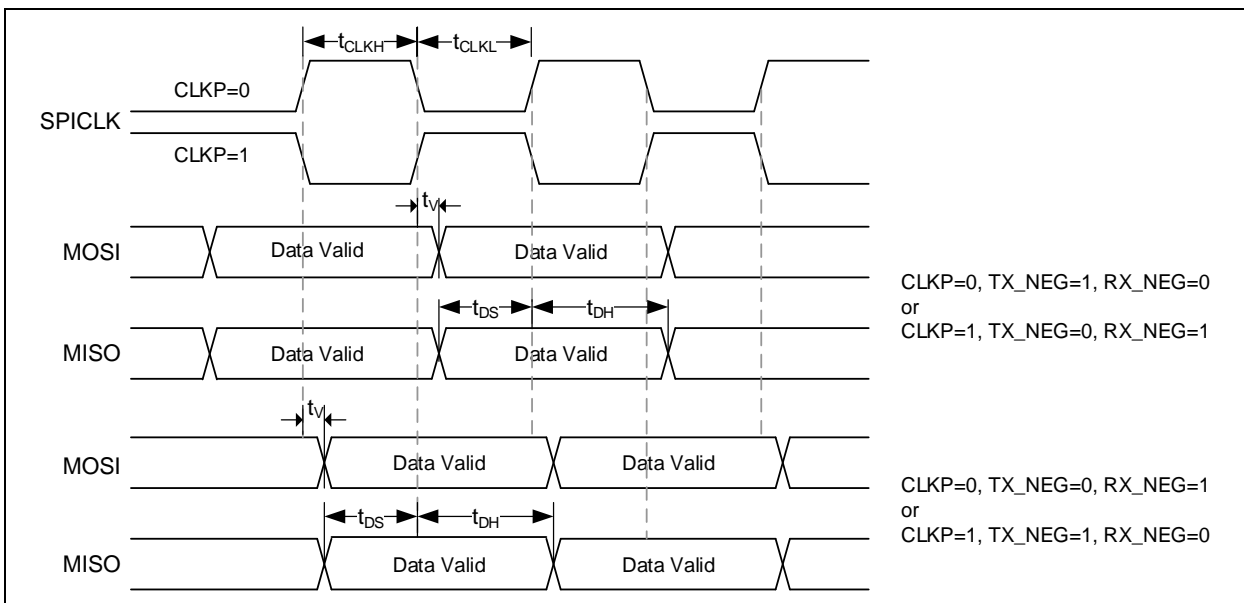 tCLKH tCLKL
CLKP=0
SPICLK
CLKP=1
tV
MOSI Data Valid Data Valid
CLKP=0, TX_NEG=1, RX_NEG=0
or
CLKP=1, TX_NEG=0, RX_NEG=1
tDS tDH
MISO Data Valid Data Valid
tV
MOSI Data Valid Data Valid
CLKP=0, TX_NEG=0, RX_NEG=1
or
CLKP=1, TX_NEG=1, RX_NEG=0
tDS tDH
MISO Data Valid Data Valid